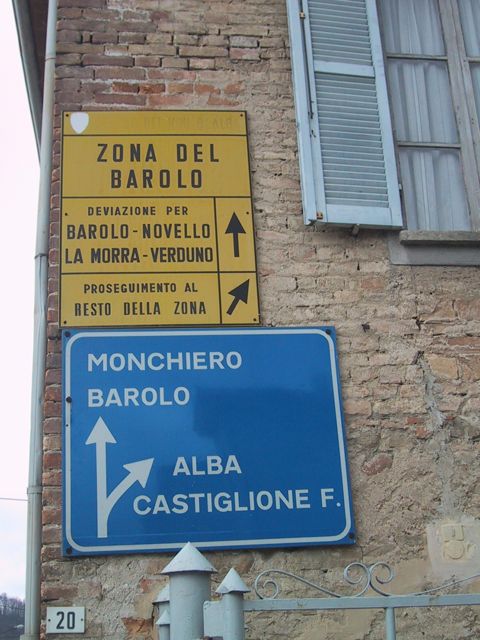 ZONA DEL
BAROLO
DEVIAZIONE PER
BAROLO - NOVELLO
LA MORRA - VERDUNO
PROSEGUIMENTO AL
RESTO DELLA ZONA
MONCHIERO
BAROLO
ALBA
CASTIGLIONE F.
20